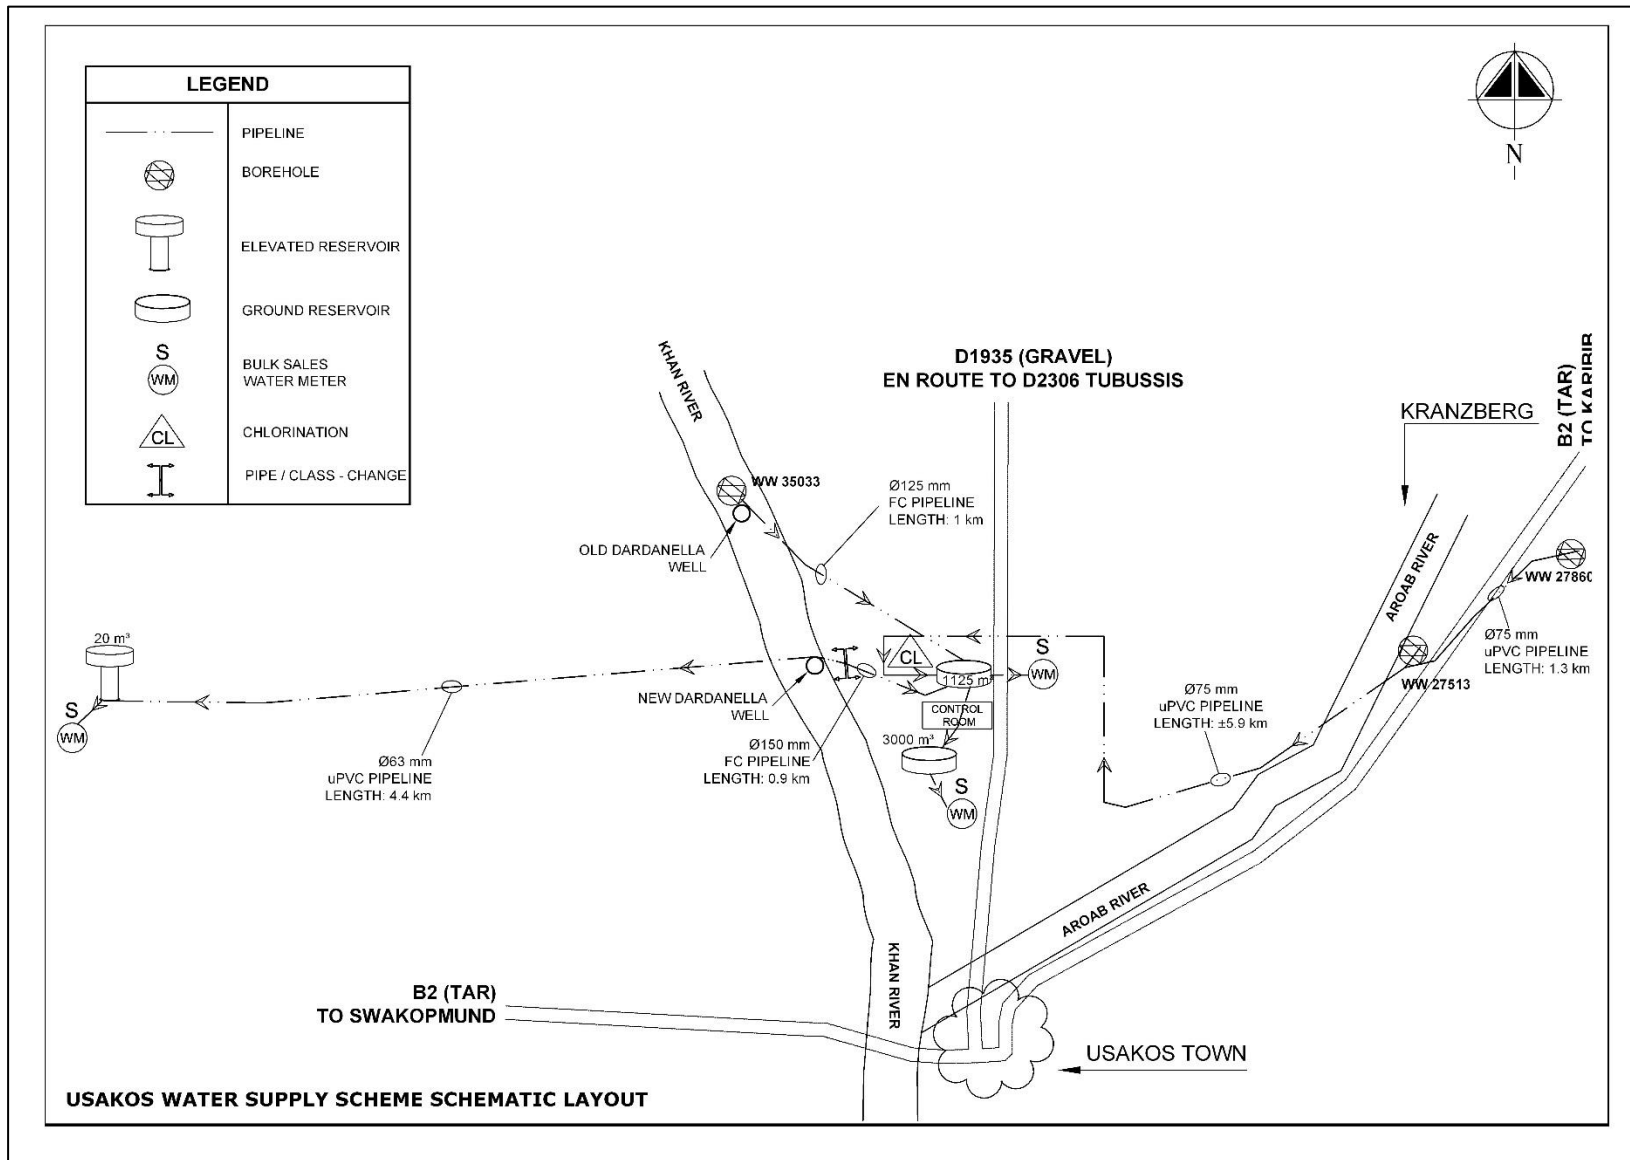 LEGEND
PIPELINE
BOREHOLE
ELEVATED RESERVOIR
GROUND RESERVOIR
S
WM
BULK SALES
WATER METER
CL
CHLORINATION
PIPE / CLASS - CHANGE
N
KHAN RIVER
D1935 (GRAVEL)
EN ROUTE TO D2306 TUBUSSIS
KRANZBERG
B2 (TAR)
TO KARIBIB
WW 35033
Ø125 mm
FC PIPELINE
LENGTH: 1 km
OLD DARDANELLA
WELL
AROAB RIVER
WW 27860
Ø75 mm
uPVC PIPELINE
LENGTH: 1.3 km
WW 27513
20 m³
S
WM
Ø63 mm
uPVC PIPELINE
LENGTH: 4.4 km
NEW DARDANELLA
WELL
Ø150 mm
FC PIPELINE
LENGTH: 0.9 km
CL
1125 m³
S
WM
CONTROL
ROOM
3000 m³
S
WM
Ø75 mm
uPVC PIPELINE
LENGTH: ±5.9 km
AROAB RIVER
KHAN RIVER
B2 (TAR)
TO SWAKOPMUND
USAKOS TOWN
USAKOS WATER SUPPLY SCHEME SCHEMATIC LAYOUT